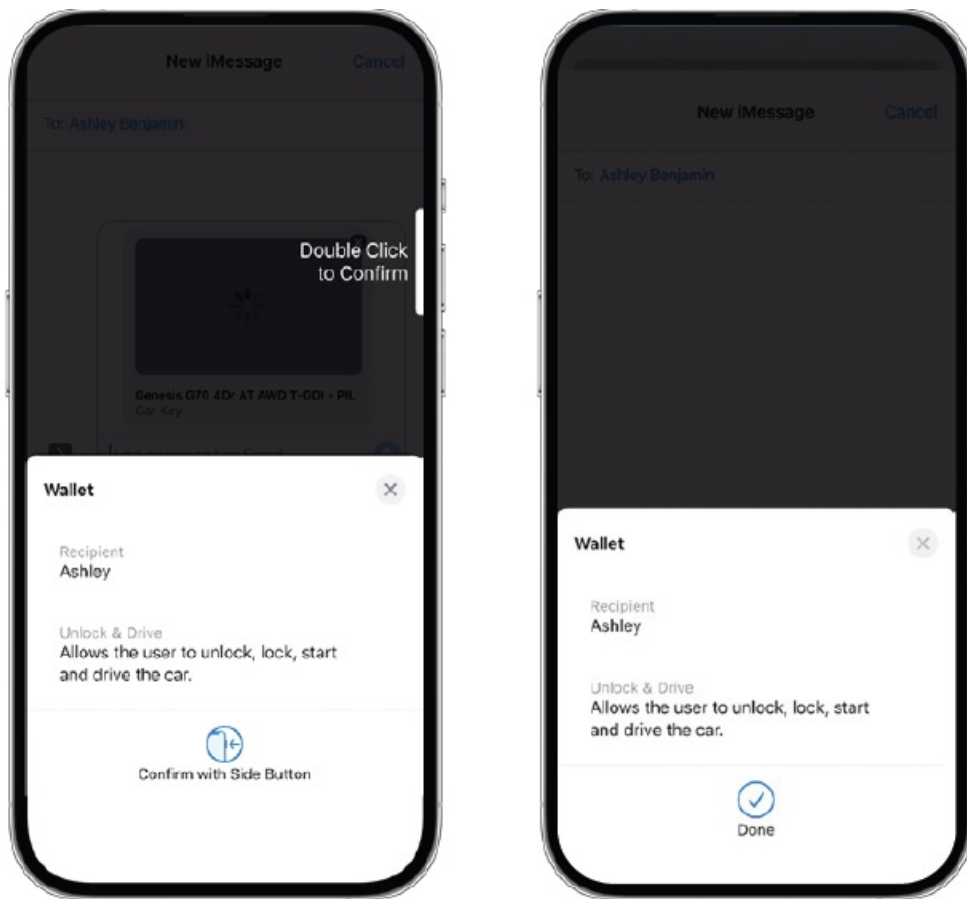 New iMessage
Cancel
To: Ashley Benjamin
Double Click
to Confirm
Genesis G70 4Dr AT AWD T-GDI - PIL
Car Key
Wallet
Recipient
Ashley
Unlock & Drive
Allows the user to unlock, lock, start
and drive the car.
Confirm with Side Button
New iMessage
Cancel
To: Ashley Benjamin
Wallet
Recipient
Ashley
Unlock & Drive
Allows the user to unlock, lock, start
and drive the car.
Done